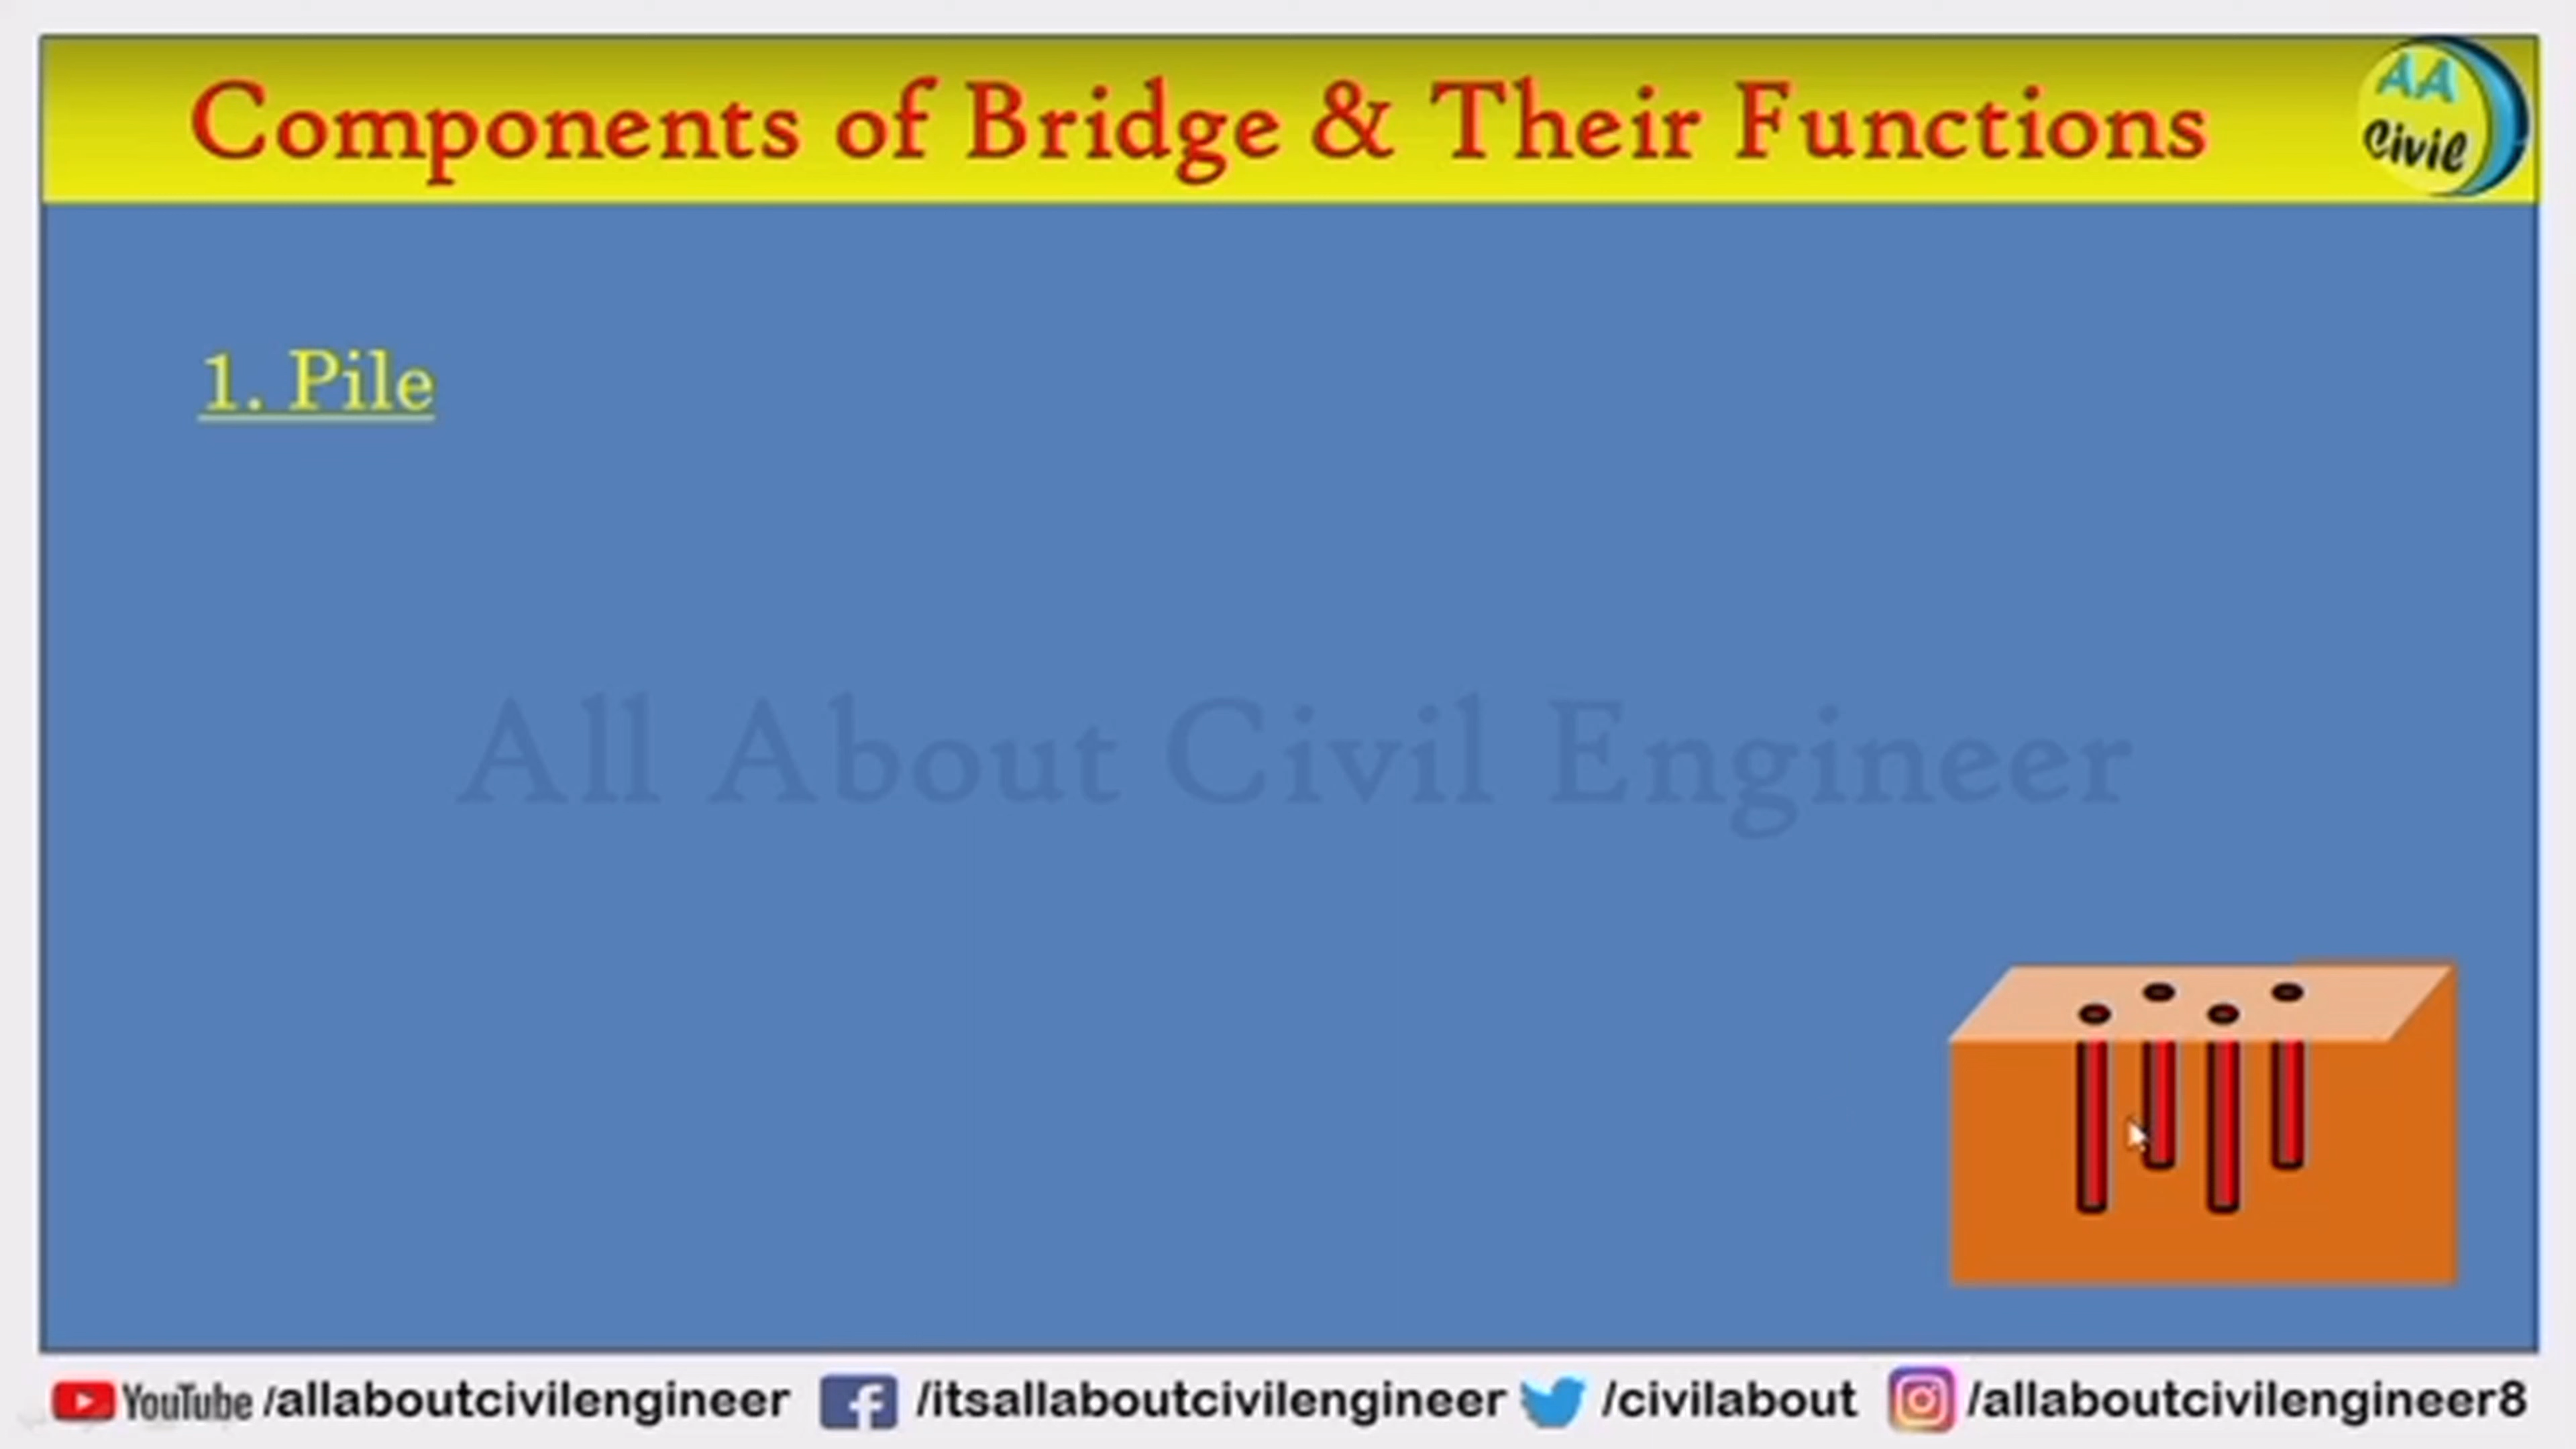 Components of Bridge & Their Functions
AA
Civil
1. Pile
All About Civil Engineer
YouTube /allaboutcivilengineer f /itsallaboutcivilengineer /civilabout /allaboutcivilengineer8